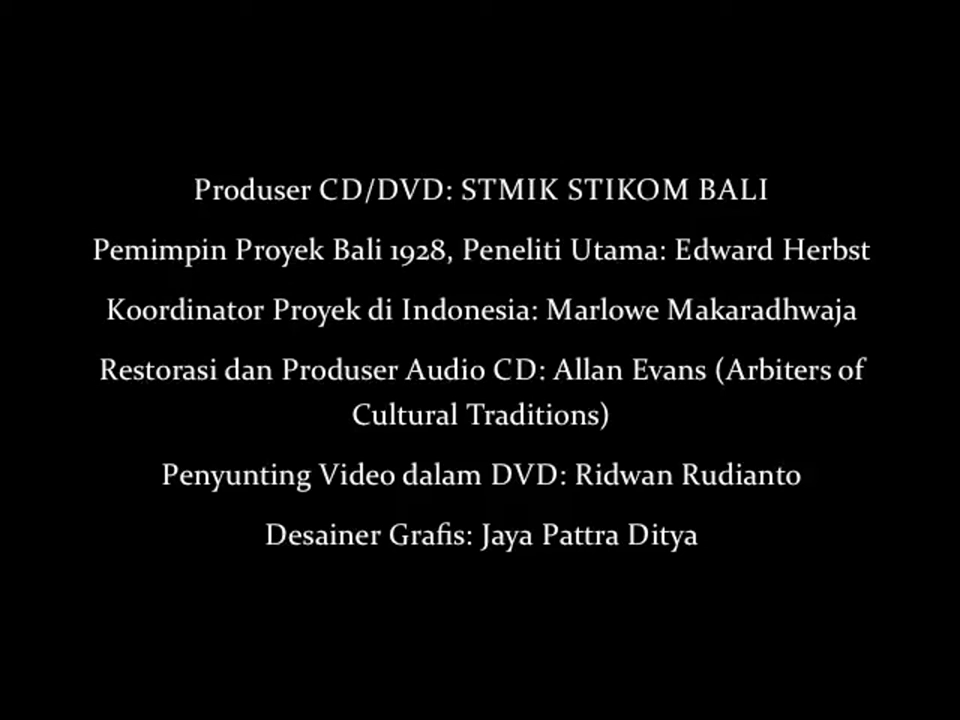 Produser CD/DVD: STMIK STIKOM BALI
Pemimpin Proyek Bali 1928, Peneliti Utama: Edward Herbst
Koordinator Proyek di Indonesia: Marlowe Makaradhwaja
Restorasi dan Produser Audio CD: Allan Evans (Arbiters of
Cultural Traditions)
Penyunting Video dalam DVD: Ridwan Rudianto
Desainer Grafis: Jaya Pattra Ditya